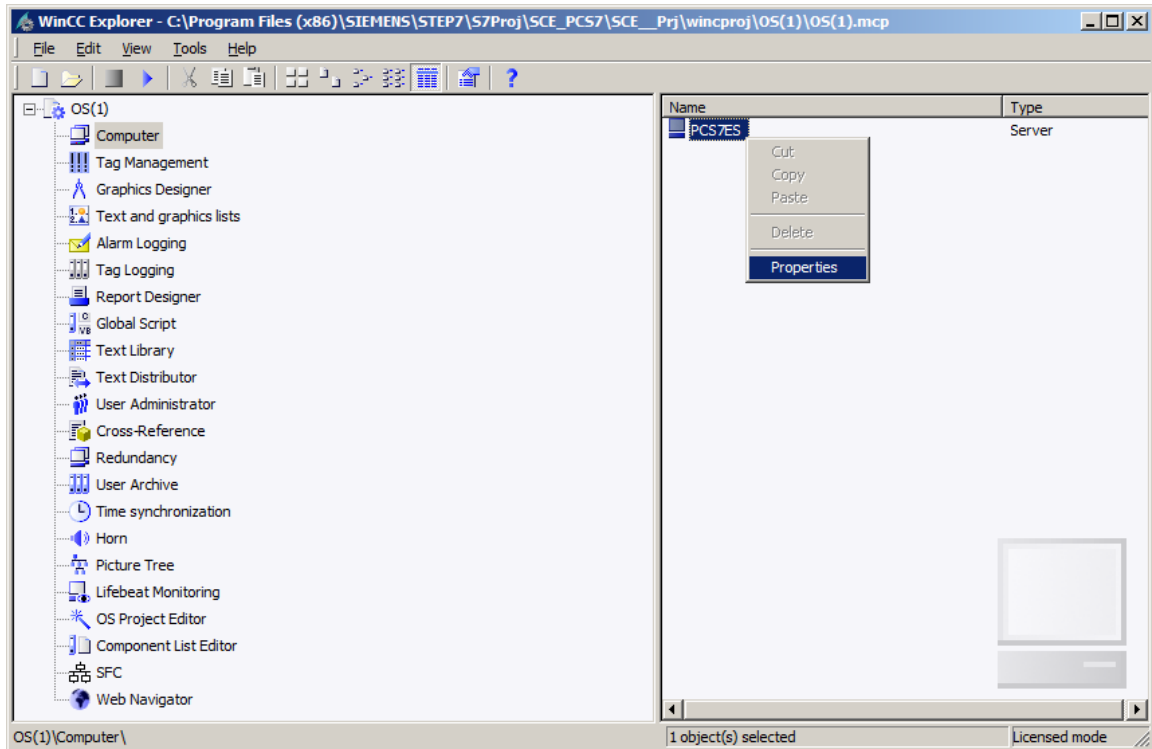 WinCC Explorer - C:\Program Files (x86)\SIEMENS\STEP7\S7Proj\SCE_PCS7\SCE__Prj\wincproj\OS(1)\OS(1).mcp
File Edit View Tools Help
OS(1)
Computer
Tag Management
Graphics Designer
Text and graphics lists
Alarm Logging
Tag Logging
Report Designer
Global Script
Text Library
Text Distributor
User Administrator
Cross-Reference
Redundancy
User Archive
Time synchronization
Horn
Picture Tree
Lifebeat Monitoring
OS Project Editor
Component List Editor
SFC
Web Navigator
Name Type
PCS7ES Server
Cut
Copy
Paste
Delete
Properties
OS(1)\Computer\ 1 object(s) selected Licensed mode